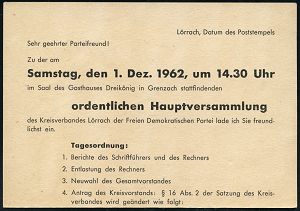 Lörrach, Datum des Poststempels
Sehr geehrter Parteifreund!
Zu der am
Samstag, den 1. Dez. 1962, um 14.30 Uhr
im Saal des Gasthauses Dreikönig in Grenzach stattfindenden
ordentlichen Hauptversammlung
des Kreisverbandes Lörrach der Freien Demokratischen Partei lade ich Sie freund-
lichst ein.
Tagesordnung:
1. Berichte des Schriftführers und des Rechners
2. Entlastung des Rechners
3. Neuwahl des Gesamtvorstandes
4. Antrag des Kreisvorstands: § 16 Abs. 2 der Satzung des Kreis-
verbandes wird geändert wie folgt: